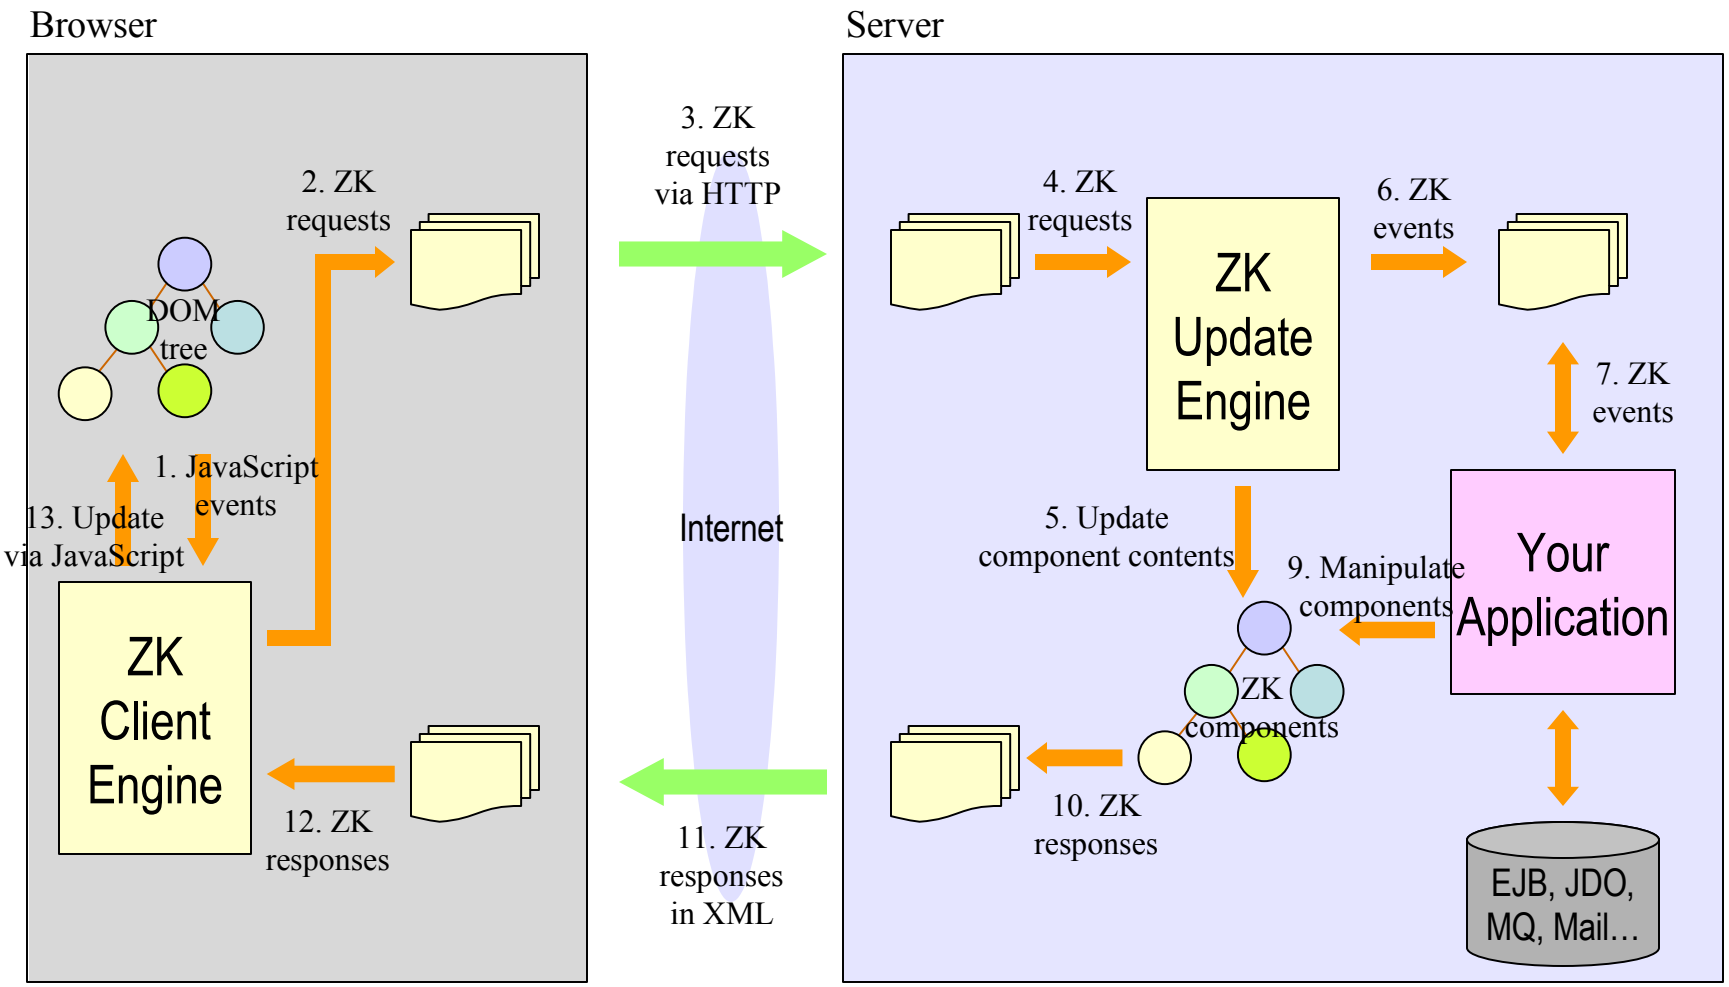 Browser
Server
3. ZK
requests
via HTTP
2. ZK
requests
4. ZK
requests
6. ZK
events
DOM
tree
ZK
Update
Engine
7. ZK
events
1. JavaScript
events
13. Update
via JavaScript
Internet
5. Update
component contents
9. Manipulate
components
Your
Application
ZK
Client
Engine
ZK
components
12. ZK
responses
11. ZK
responses
in XML
10. ZK
responses
EJB, JDO,
MQ, Mail…